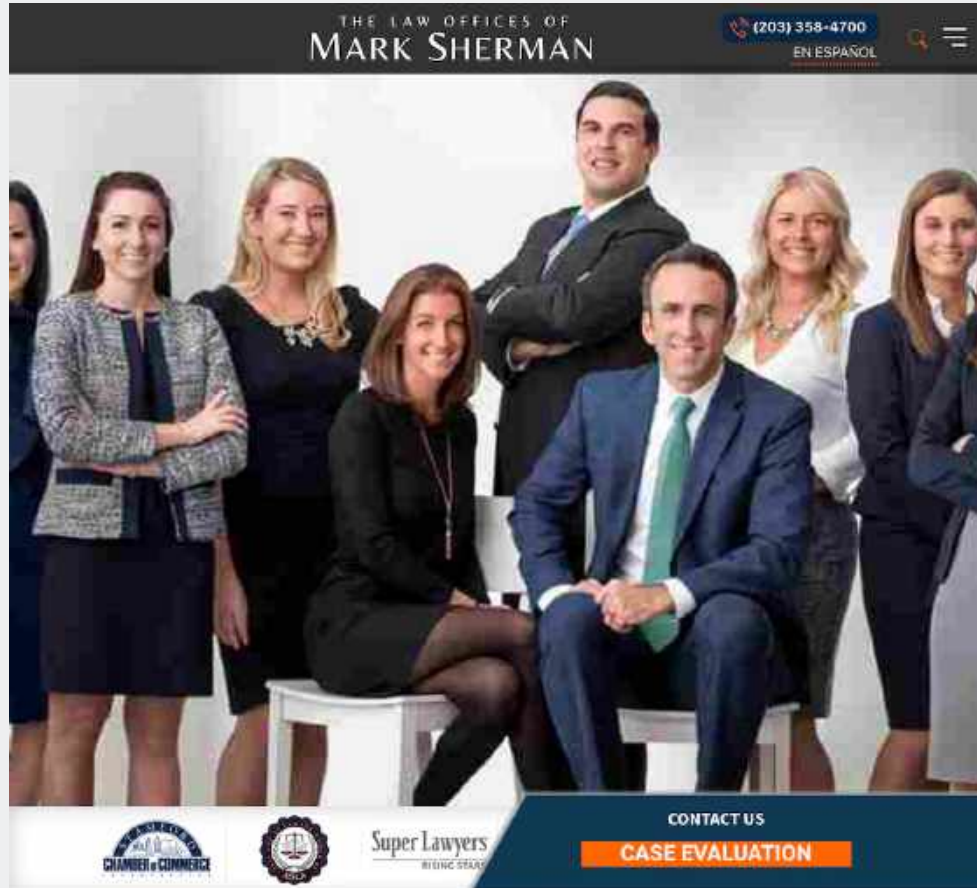 THE LAW OFFICES OF
MARK SHERMAN
(203) 358-4700
EN ESPAÑOL
STAMFORD
CHAMBER of COMMERCE
Super Lawyers
RISING STARS
CONTACT US
CASE EVALUATION